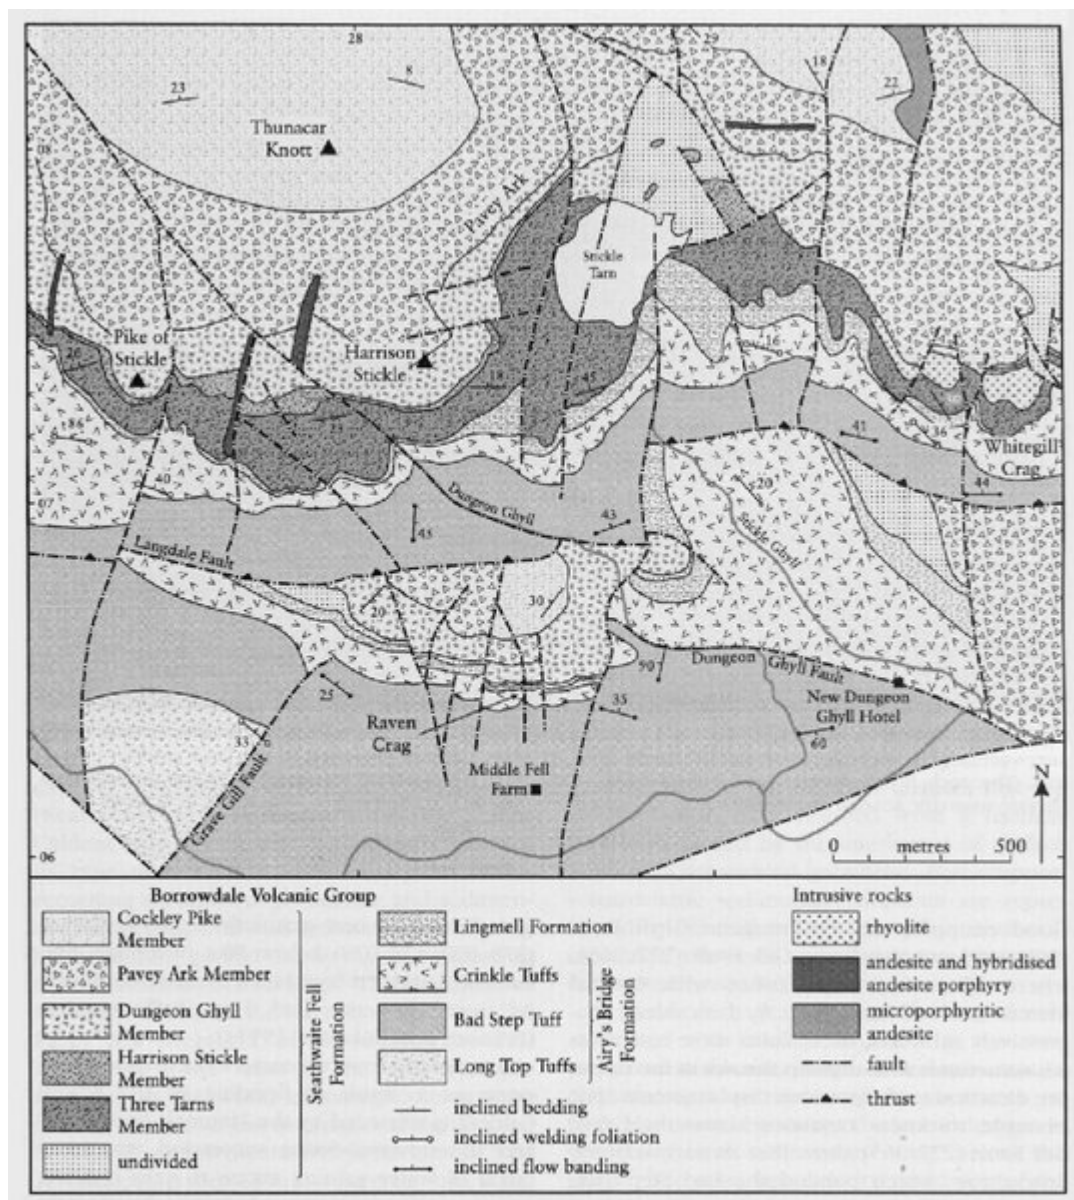 28
29
8
18
23
22
Thunacar
Knott
08
Pavey Ark
Stickle
Tarn
Pike of
Stickle
26
Harrison
Stickle
16
18
45
86
41
36
Whitegill
Crag
40
44
20
07
Dungeon Ghyll
43
45
Stickle Ghyll
Langdale Fault
30
20
90
Dungeon Ghyll Fault
25
35
New Dungeon
Ghyll Hotel
Raven
Crag
60
33
Grave Gill Fault
Middle Fell
Farm
N
06
0 metres 500
Borrowdale Volcanic Group
Cockley Pike
Member
Pavey Ark Member
Dungeon Ghyll
Member
Harrison Stickle
Member
Three Tarns
Member
undivided
Seathwaite Fell
Formation
Lingmell Formation
Crinkle Tuffs
Bad Step Tuff
Long Top Tuffs
Airy's Bridge
Formation
inclined bedding
inclined welding foliation
inclined flow banding
Intrusive rocks
rhyolite
andesite and hybridised
andesite porphyry
microporphyritic
andesite
fault
thrust